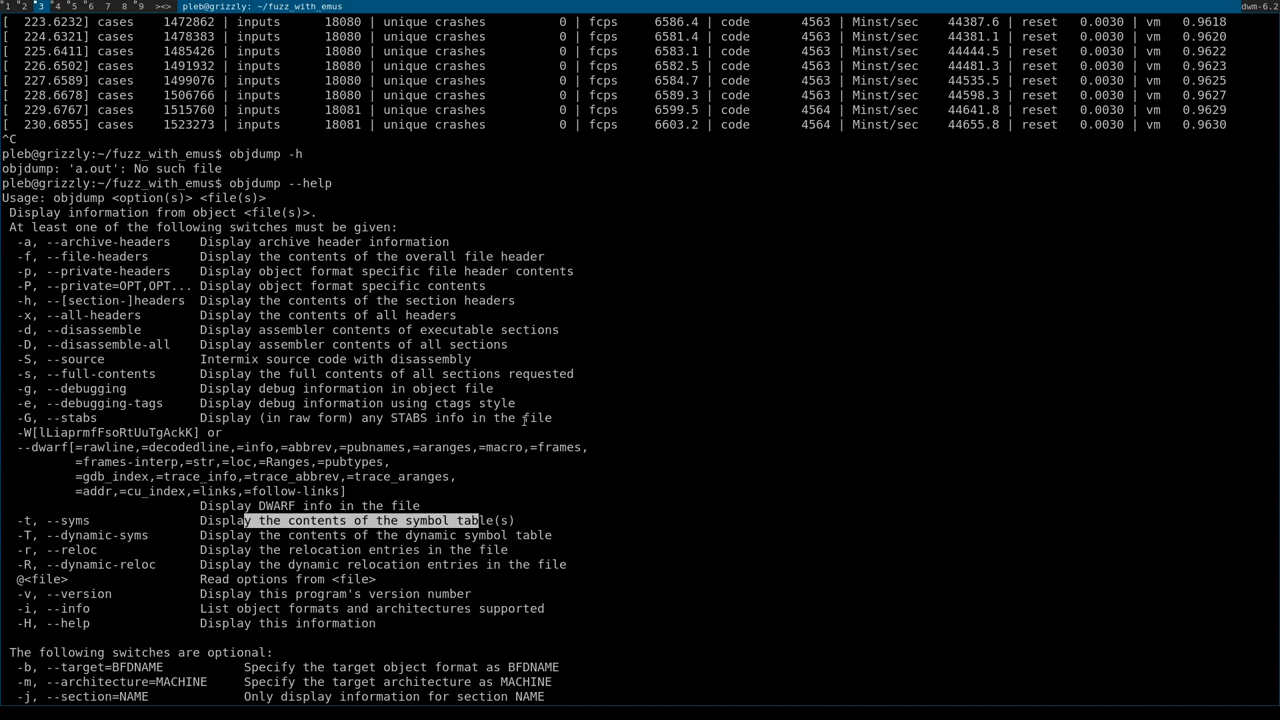 1 2 3 4 5 6 7 8 9 ><> pleb@grizzly: ~/fuzz_with_emus dwm-6.2
[ 223.6232] cases 1472862 | inputs 18080 | unique crashes 0 | fcps 6586.4 | code 4563 | Minst/sec 44387.6 | reset 0.0030 | vm 0.9618
[ 224.6321] cases 1478383 | inputs 18080 | unique crashes 0 | fcps 6581.4 | code 4563 | Minst/sec 44381.1 | reset 0.0030 | vm 0.9620
[ 225.6411] cases 1485426 | inputs 18080 | unique crashes 0 | fcps 6583.1 | code 4563 | Minst/sec 44444.5 | reset 0.0030 | vm 0.9622
[ 226.6502] cases 1491932 | inputs 18080 | unique crashes 0 | fcps 6582.5 | code 4563 | Minst/sec 44481.3 | reset 0.0030 | vm 0.9623
[ 227.6589] cases 1499076 | inputs 18080 | unique crashes 0 | fcps 6584.7 | code 4563 | Minst/sec 44535.5 | reset 0.0030 | vm 0.9625
[ 228.6678] cases 1506766 | inputs 18080 | unique crashes 0 | fcps 6589.3 | code 4563 | Minst/sec 44598.3 | reset 0.0030 | vm 0.9627
[ 229.6767] cases 1515760 | inputs 18081 | unique crashes 0 | fcps 6599.5 | code 4564 | Minst/sec 44641.8 | reset 0.0030 | vm 0.9629
[ 230.6855] cases 1523273 | inputs 18081 | unique crashes 0 | fcps 6603.2 | code 4564 | Minst/sec 44655.8 | reset 0.0030 | vm 0.9630
^C
pleb@grizzly:~/fuzz_with_emus$ objdump -h
objdump: 'a.out': No such file
pleb@grizzly:~/fuzz_with_emus$ objdump --help
Usage: objdump <option(s)> <file(s)>
Display information from object <file(s)>.
At least one of the following switches must be given:
-a, --archive-headers Display archive header information
-f, --file-headers Display the contents of the overall file header
-p, --private-headers Display object format specific file header contents
-P, --private=OPT,OPT... Display object format specific contents
-h, --[section-]headers Display the contents of the section headers
-x, --all-headers Display the contents of all headers
-d, --disassemble Display assembler contents of executable sections
-D, --disassemble-all Display assembler contents of all sections
-S, --source Intermix source code with disassembly
-s, --full-contents Display the full contents of all sections requested
-g, --debugging Display debug information in object file
-e, --debugging-tags Display debug information using ctags style
-G, --stabs Display (in raw form) any STABS info in the file
-W[lLiaprmfFsoRtUuTgAckK] or
--dwarf[=rawline,=decodedline,=info,=abbrev,=pubnames,=aranges,=macro,=frames,
=frames-interp,=str,=loc,=Ranges,=pubtypes,
=gdb_index,=trace_info,=trace_abbrev,=trace_aranges,
=addr,=cu_index,=links,=follow-links]
Display DWARF info in the file
-t, --syms Display the contents of the symbol table(s)
-T, --dynamic-syms Display the contents of the dynamic symbol table
-r, --reloc Display the relocation entries in the file
-R, --dynamic-reloc Display the dynamic relocation entries in the file
@<file> Read options from <file>
-v, --version Display this program's version number
-i, --info List object formats and architectures supported
-H, --help Display this information
The following switches are optional:
-b, --target=BFDNAME Specify the target object format as BFDNAME
-m, --architecture=MACHINE Specify the target architecture as MACHINE
-j, --section=NAME Only display information for section NAME